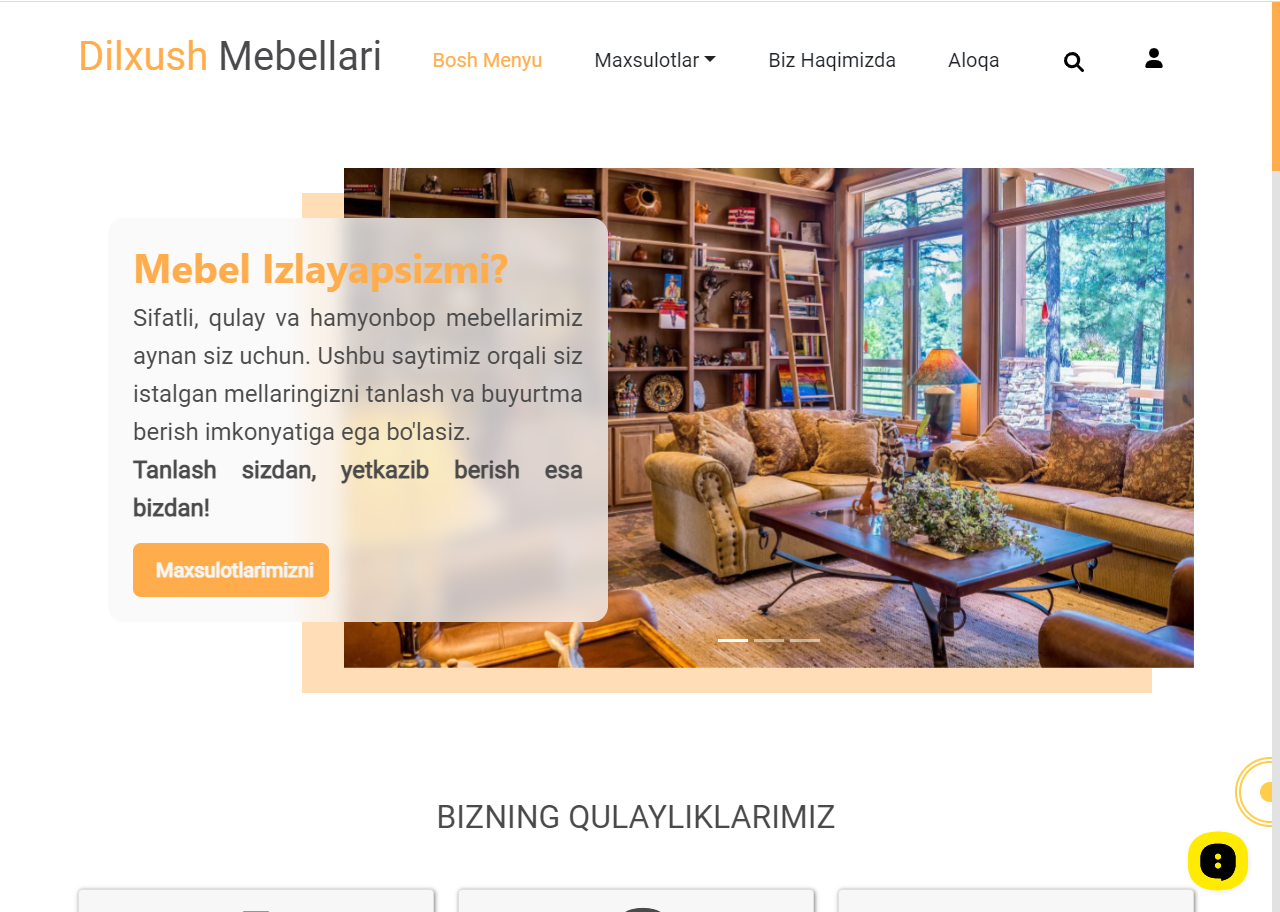 Dilxush Mebellari
Bosh Menyu
Maxsulotlar
Biz Haqimizda
Aloqa
Mebel Izlayapsizmi?
Sifatli, qulay va hamyonbop mebellarimiz
aynan siz uchun. Ushbu saytimiz orqali siz
istalgan mellaringizni tanlash va buyurtma
berish imkonyatiga ega bo'lasiz.
Tanlash sizdan, yetkazib berish esa
bizdan!
Maxsulotlarimizni
BIZNING QULAYLIKLARIMIZ